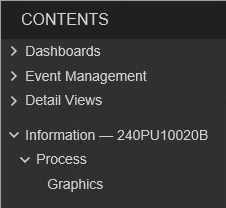 CONTENTS
Dashboards
Event Management
Detail Views
Information — 240PU10020B
Process
Graphics